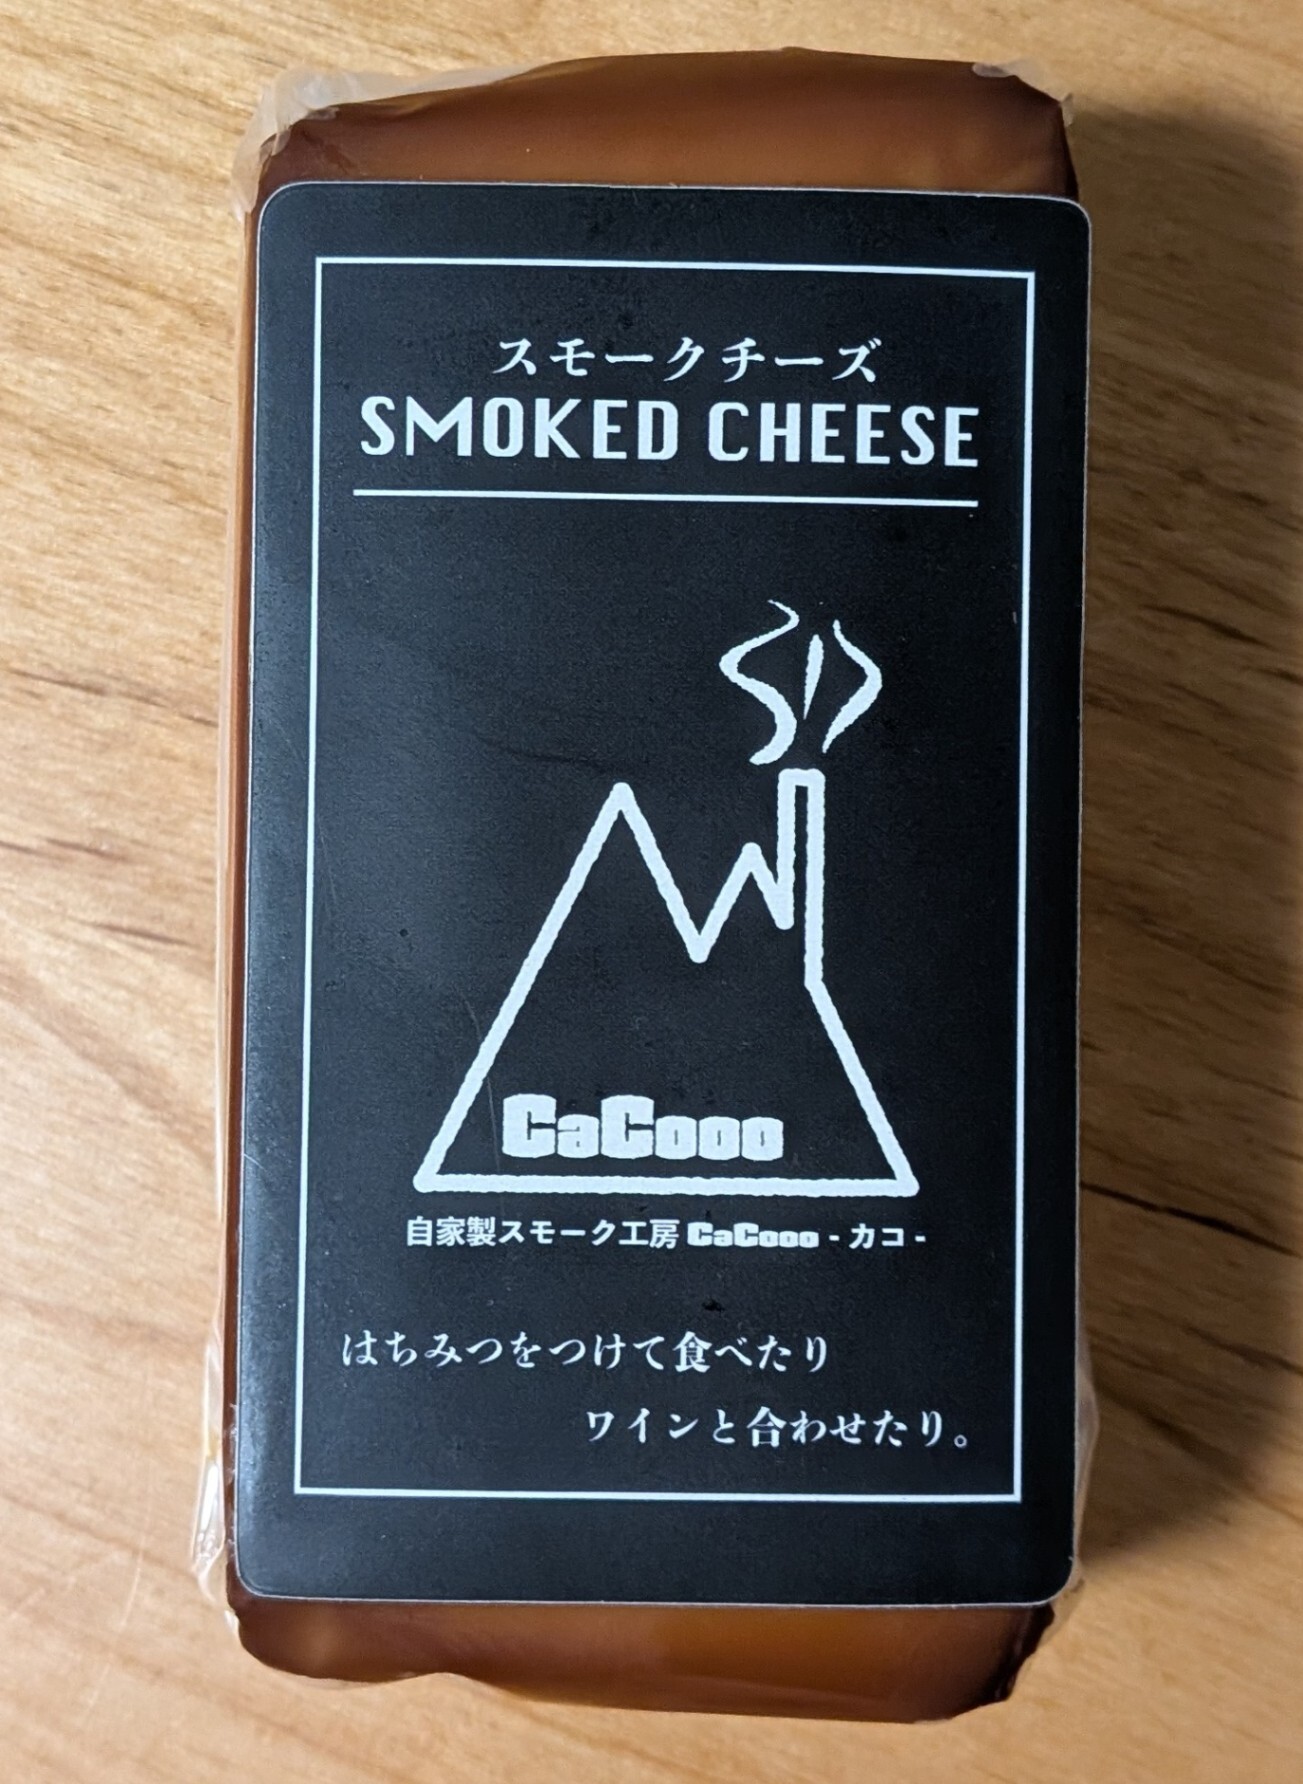 スモークチーズ
SMOKED CHEESE
CaCooo
自家製スモーク工房 CaCooo - カコ -
はちみつをつけて食べたり
ワインと合わせたり。